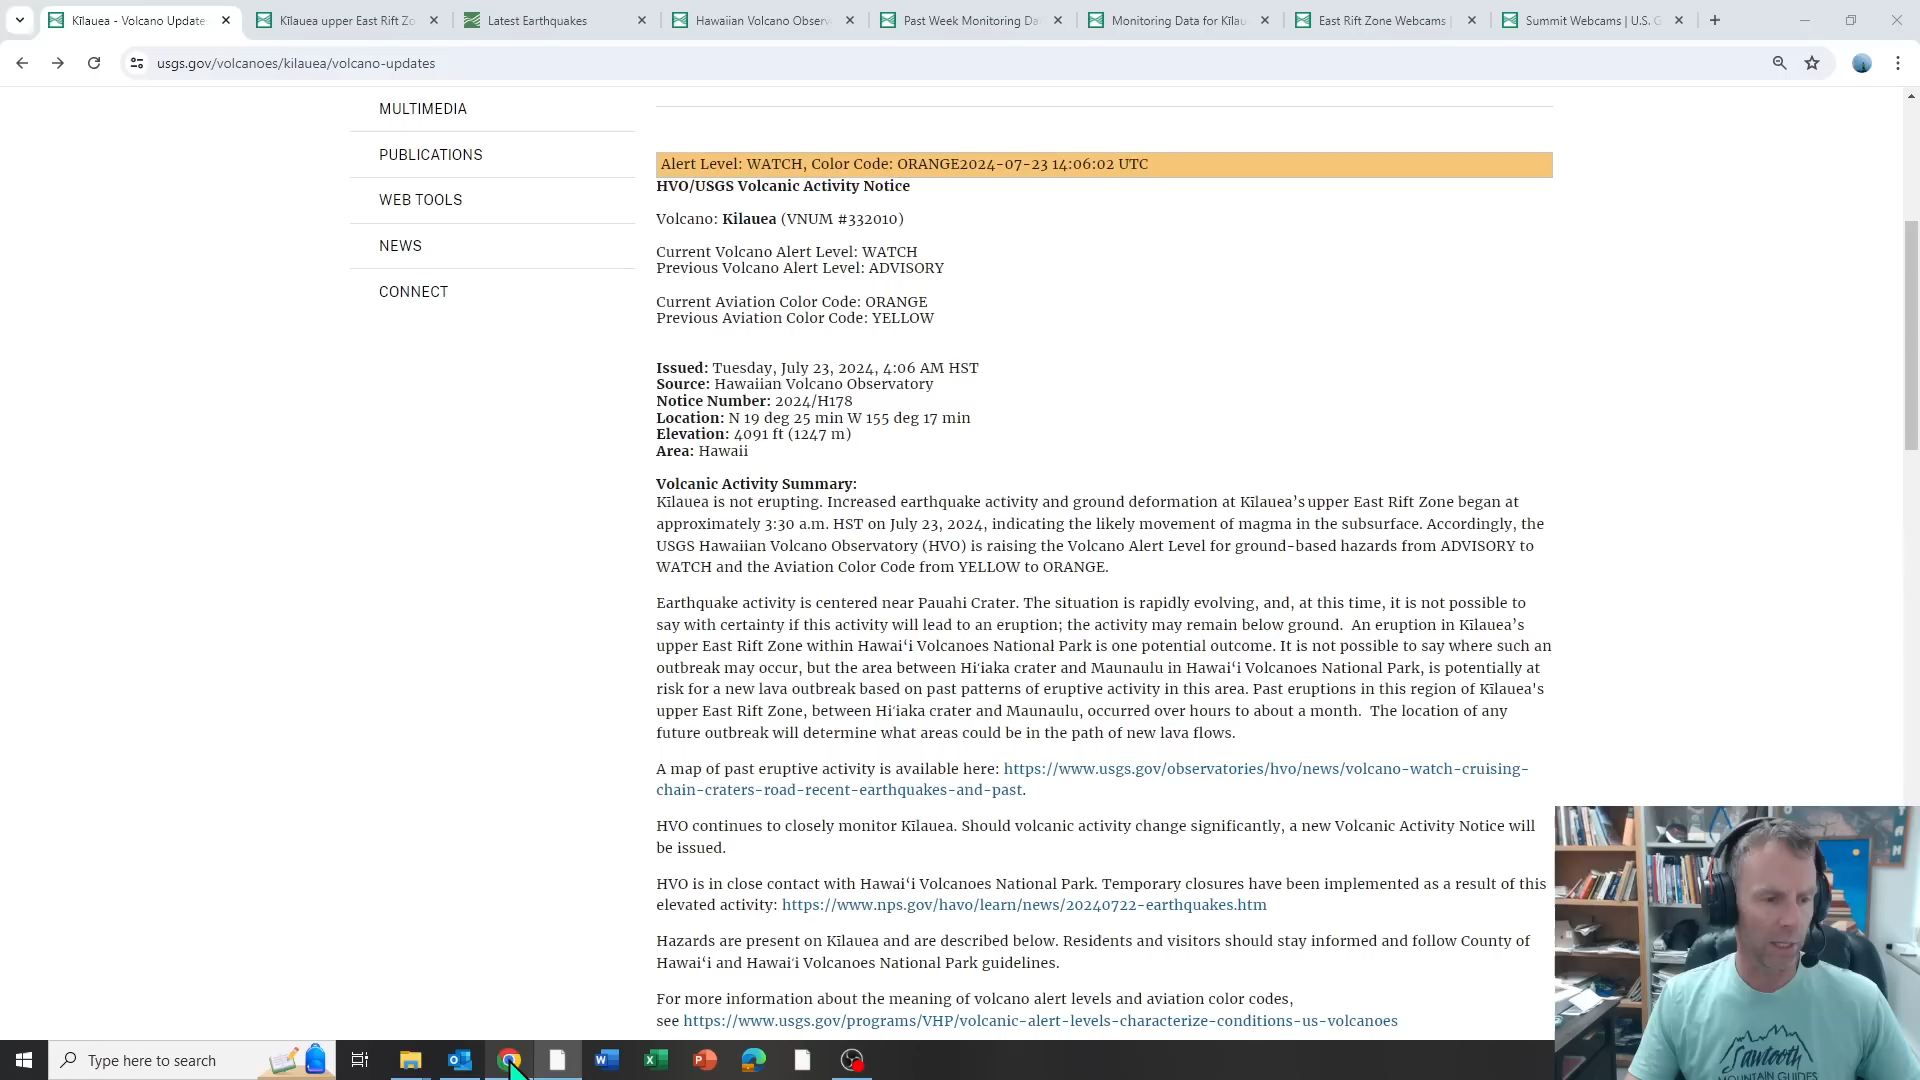 Kīlauea - Volcano Update
Kīlauea upper East Rift Zo
Latest Earthquakes
Hawaiian Volcano Observ
Past Week Monitoring Da
Monitoring Data for Kīlau
East Rift Zone Webcams |
Summit Webcams | U.S. G
usgs.gov/volcanoes/kilauea/volcano-updates
MULTIMEDIA
PUBLICATIONS
WEB TOOLS
NEWS
CONNECT
Alert Level: WATCH, Color Code: ORANGE2024-07-23 14:06:02 UTC
HVO/USGS Volcanic Activity Notice
Volcano: Kilauea (VNUM #332010)
Current Volcano Alert Level: WATCH
Previous Volcano Alert Level: ADVISORY
Current Aviation Color Code: ORANGE
Previous Aviation Color Code: YELLOW
Issued: Tuesday, July 23, 2024, 4:06 AM HST
Source: Hawaiian Volcano Observatory
Notice Number: 2024/H178
Location: N 19 deg 25 min W 155 deg 17 min
Elevation: 4091 ft (1247 m)
Area: Hawaii
Volcanic Activity Summary:
Kīlauea is not erupting. Increased earthquake activity and ground deformation at Kīlauea’s upper East Rift Zone began at
approximately 3:30 a.m. HST on July 23, 2024, indicating the likely movement of magma in the subsurface. Accordingly, the
USGS Hawaiian Volcano Observatory (HVO) is raising the Volcano Alert Level for ground-based hazards from ADVISORY to
WATCH and the Aviation Color Code from YELLOW to ORANGE.
Earthquake activity is centered near Pauahi Crater. The situation is rapidly evolving, and, at this time, it is not possible to
say with certainty if this activity will lead to an eruption; the activity may remain below ground. An eruption in Kīlauea’s
upper East Rift Zone within Hawaiʻi Volcanoes National Park is one potential outcome. It is not possible to say where such an
outbreak may occur, but the area between Hiʻiaka crater and Maunaulu in Hawaiʻi Volcanoes National Park, is potentially at
risk for a new lava outbreak based on past patterns of eruptive activity in this area. Past eruptions in this region of Kīlauea's
upper East Rift Zone, between Hiʻiaka crater and Maunaulu, occurred over hours to about a month. The location of any
future outbreak will determine what areas could be in the path of new lava flows.
A map of past eruptive activity is available here: https://www.usgs.gov/observatories/hvo/news/volcano-watch-cruising-
chain-craters-road-recent-earthquakes-and-past.
HVO continues to closely monitor Kīlauea. Should volcanic activity change significantly, a new Volcanic Activity Notice will
be issued.
HVO is in close contact with Hawaiʻi Volcanoes National Park. Temporary closures have been implemented as a result of this
elevated activity: https://www.nps.gov/havo/learn/news/20240722-earthquakes.htm
Hazards are present on Kīlauea and are described below. Residents and visitors should stay informed and follow County of
Hawaiʻi and Hawaiʻi Volcanoes National Park guidelines.
For more information about the meaning of volcano alert levels and aviation color codes,
see https://www.usgs.gov/programs/VHP/volcanic-alert-levels-characterize-conditions-us-volcanoes
Sawtooth
MOUNTAIN GUIDES
Type here to search